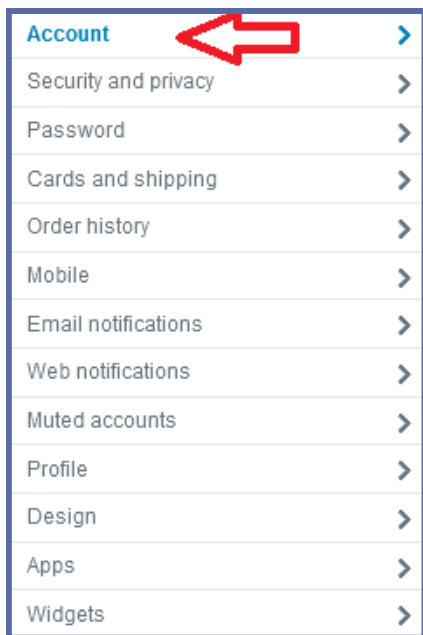 Account
Security and privacy
Password
Cards and shipping
Order history
Mobile
Email notifications
Web notifications
Muted accounts
Profile
Design
Apps
Widgets